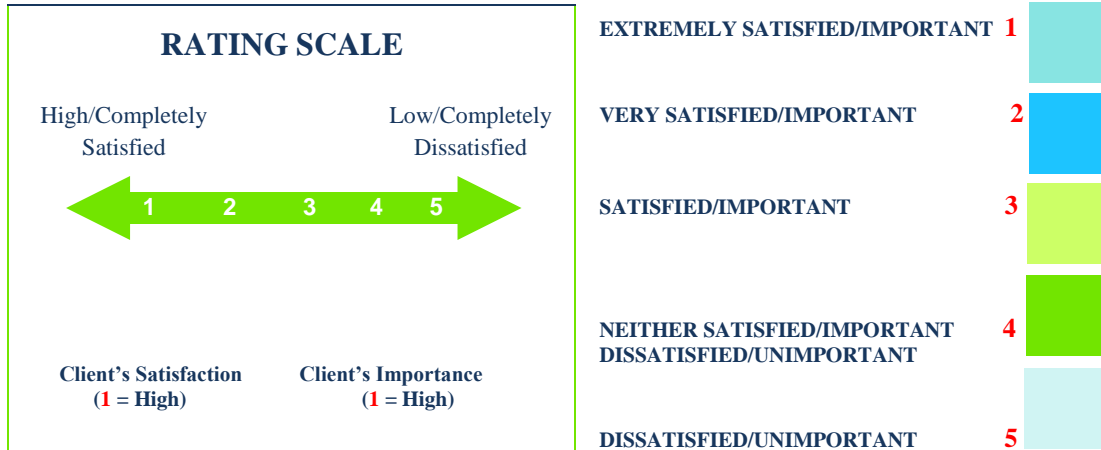 RATING SCALE
High/Completely
Satisfied
Low/Completely
Dissatisfied
1 2 3 4 5
Client's Satisfaction
(1 = High)
Client's Importance
(1 = High)
EXTREMELY SATISFIED/IMPORTANT 1
VERY SATISFIED/IMPORTANT 2
SATISFIED/IMPORTANT 3
NEITHER SATISFIED/IMPORTANT 4
DISSATISFIED/UNIMPORTANT
DISSATISFIED/UNIMPORTANT 5